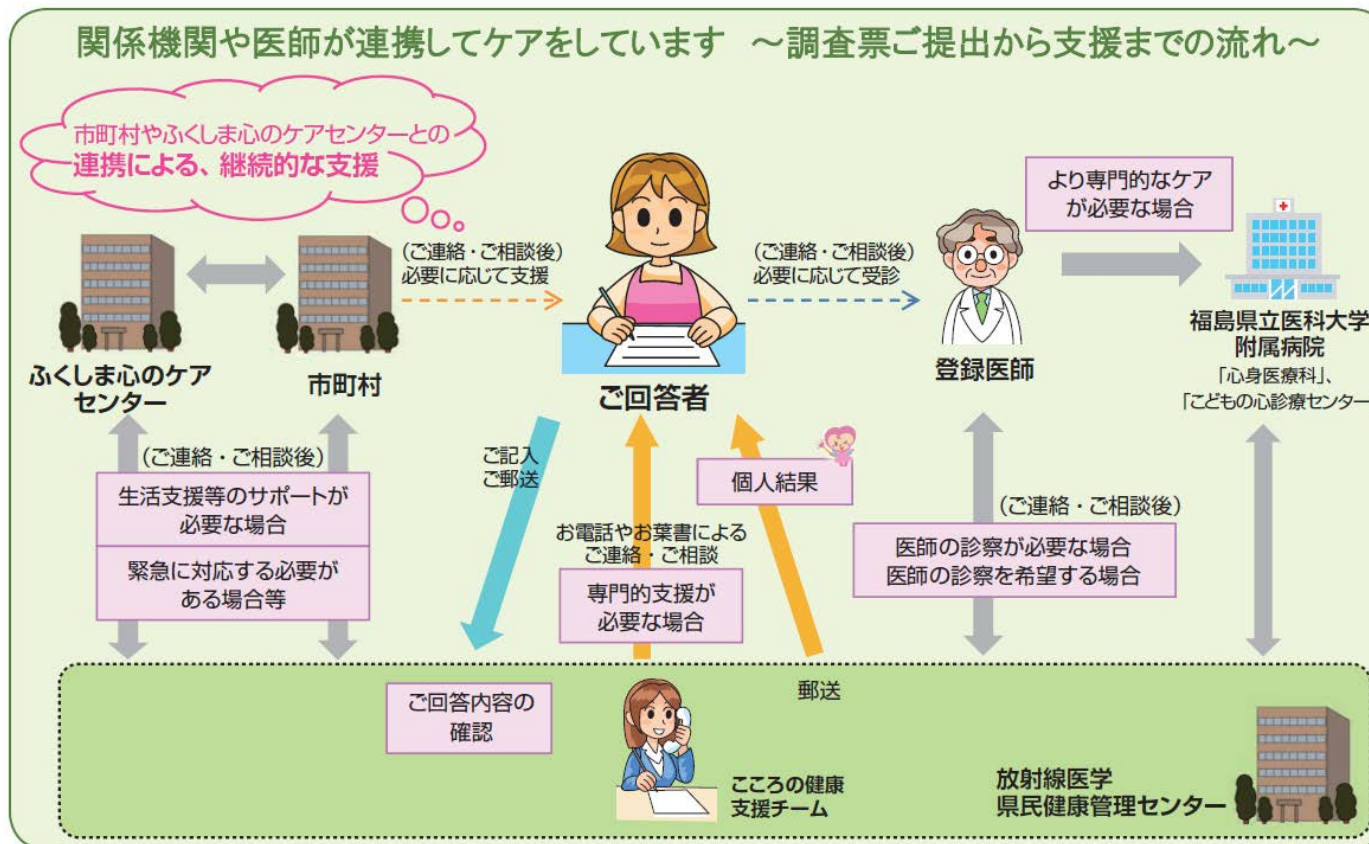 関係機関や医師が連携してケアをしています ～調査票ご提出から支援までの流れ～
市町村やふくしま心のケアセンターとの
連携による、継続的な支援
ふくしま心のケア
センター
市町村
(ご連絡・ご相談後)
必要に応じて支援
ご回答者
(ご連絡・ご相談後)
必要に応じて受診
登録医師
より専門的なケア
が必要な場合
福島県立医科大学
附属病院
「心身医療科」、
「こどもの心診療センター
(ご連絡・ご相談後)
生活支援等のサポートが
必要な場合
緊急に対応する必要が
ある場合等
ご記入
ご郵送
お電話やお葉書による
ご連絡・ご相談
専門的支援が
必要な場合
個人結果
(ご連絡・ご相談後)
医師の診察が必要な場合
医師の診察を希望する場合
ご回答内容の
確認
こころの健康
支援チーム
郵送
放射線医学
県民健康管理センター